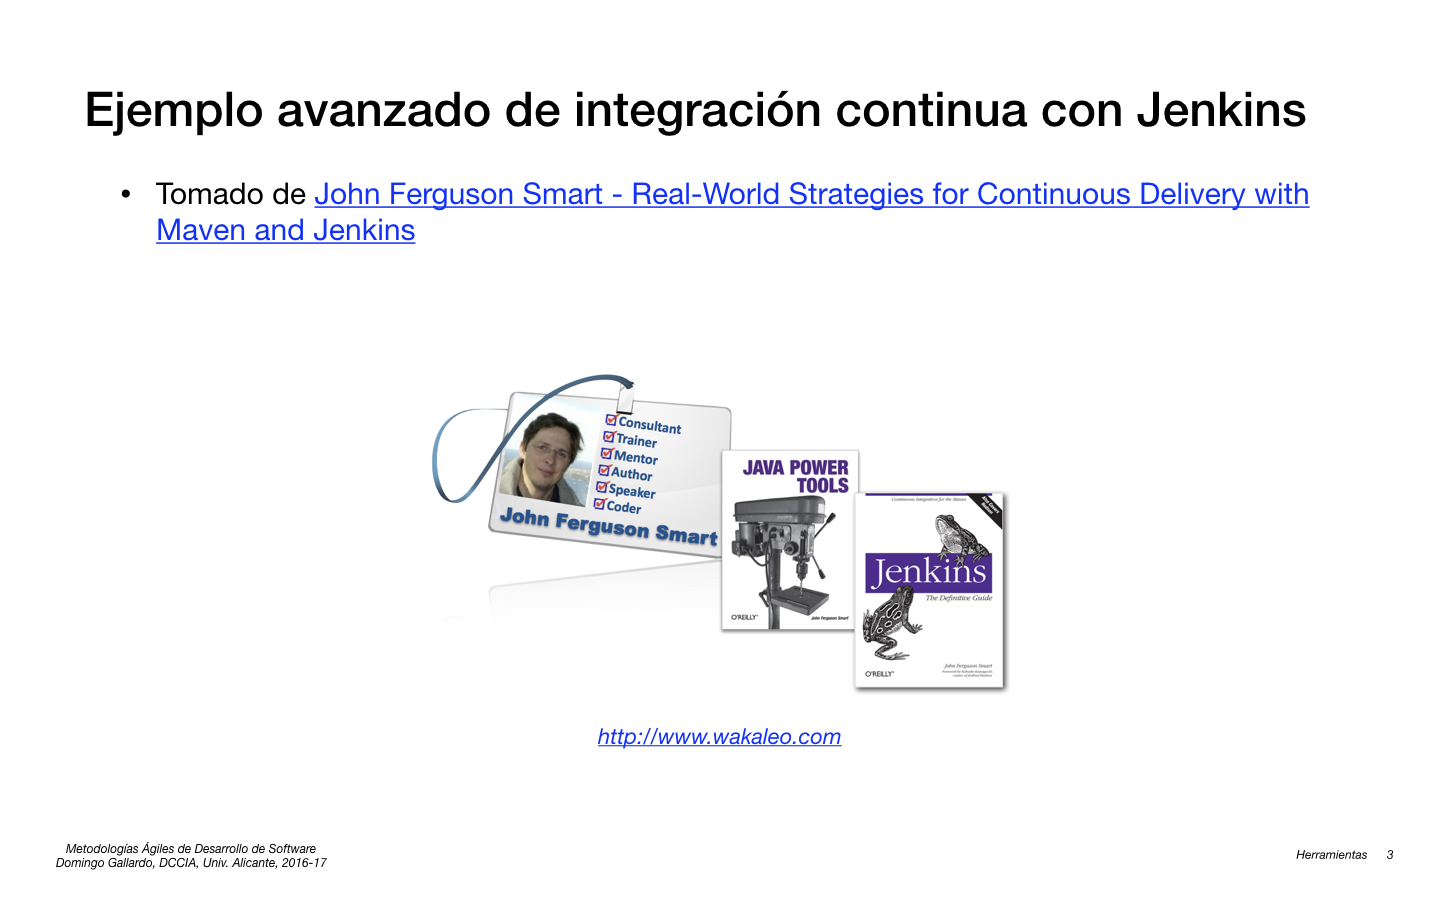 Ejemplo avanzado de integración continua con Jenkins
• Tomado de John Ferguson Smart - Real-World Strategies for Continuous Delivery with
Maven and Jenkins
Consultant
Trainer
Mentor
Author
Speaker
Coder
John Ferguson Smart
JAVA POWER
TOOLS
O'REILLY®
John Ferguson Smart
Continuous Integration for the Masses
Jenkins
The Definitive Guide
O'REILLY®
John Ferguson Smart
http://www.wakaleo.com
Metodologías Ágiles de Desarrollo de Software
Domingo Gallardo, DCCIA, Univ. Alicante, 2016-17
Herramientas 3